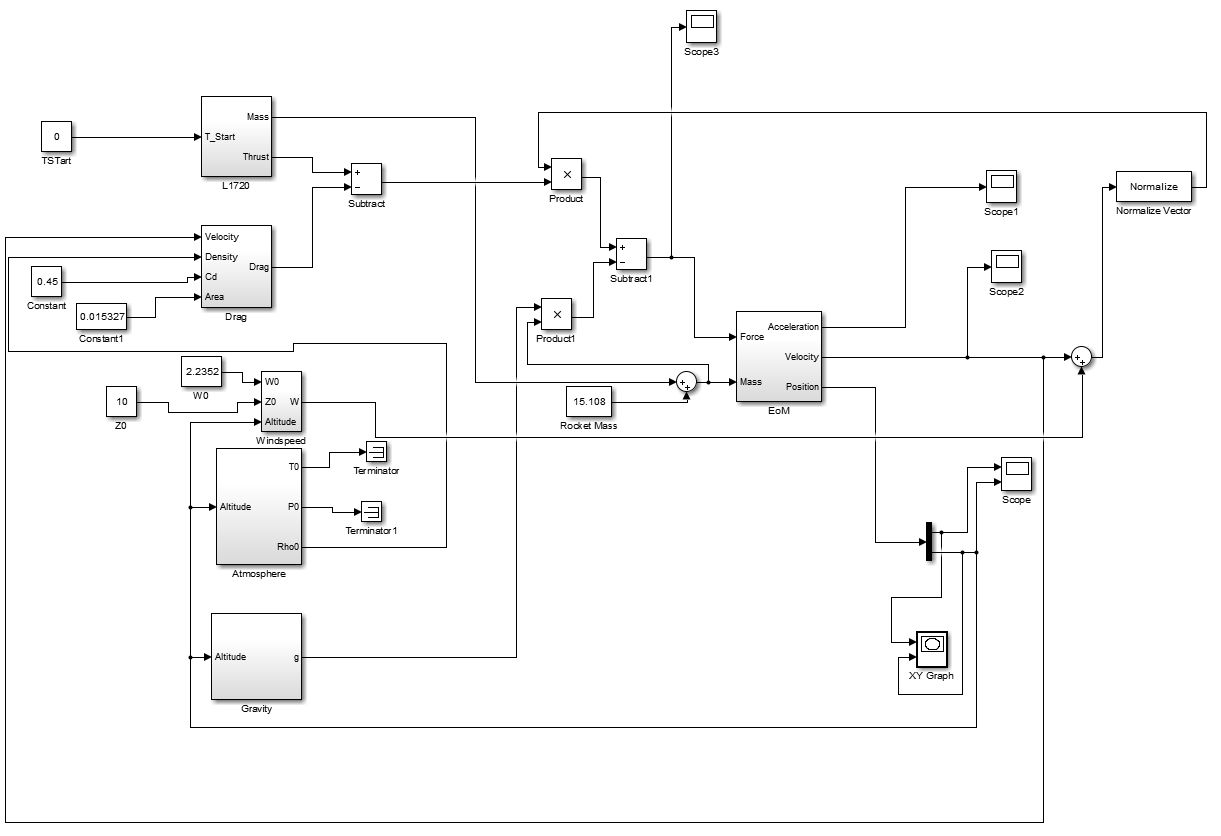 Scope3
0
TSTart
Mass
T_Start
Thrust
L1720
+
−
Subtract
×
Product
Scope1
Normalize
Normalize Vector
Velocity
Density
Cd
Area
Drag
Drag
0.45
Constant
0.015327
Constant1
+
−
Subtract1
Scope2
×
Product1
Force
Mass
Acceleration
Velocity
Position
EoM
+
+
2.2352
W0
10
Z0
W0
Z0
Altitude
W
Windspeed
+
+
15.108
Rocket Mass
Terminator
Terminator1
Altitude
T0
P0
Rho0
Atmosphere
Scope
Altitude
g
Gravity
XY Graph